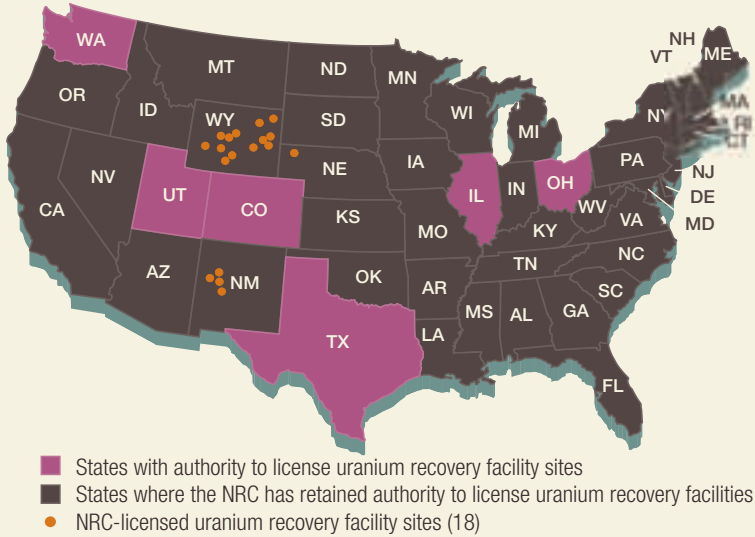 WA
MT
ND
MN
OR
ID
WY
SD
WI
MI
NH
VT
ME
NY
MA
RI
CT
NV
UT
CO
NE
IA
IL
IN
OH
PA
NJ
DE
MD
CA
KS
MO
KY
WV
VA
AZ
NM
OK
AR
TN
NC
SC
TX
LA
MS
AL
GA
FL
States with authority to license uranium recovery facility sites
States where the NRC has retained authority to license uranium recovery facilities
NRC-licensed uranium recovery facility sites (18)